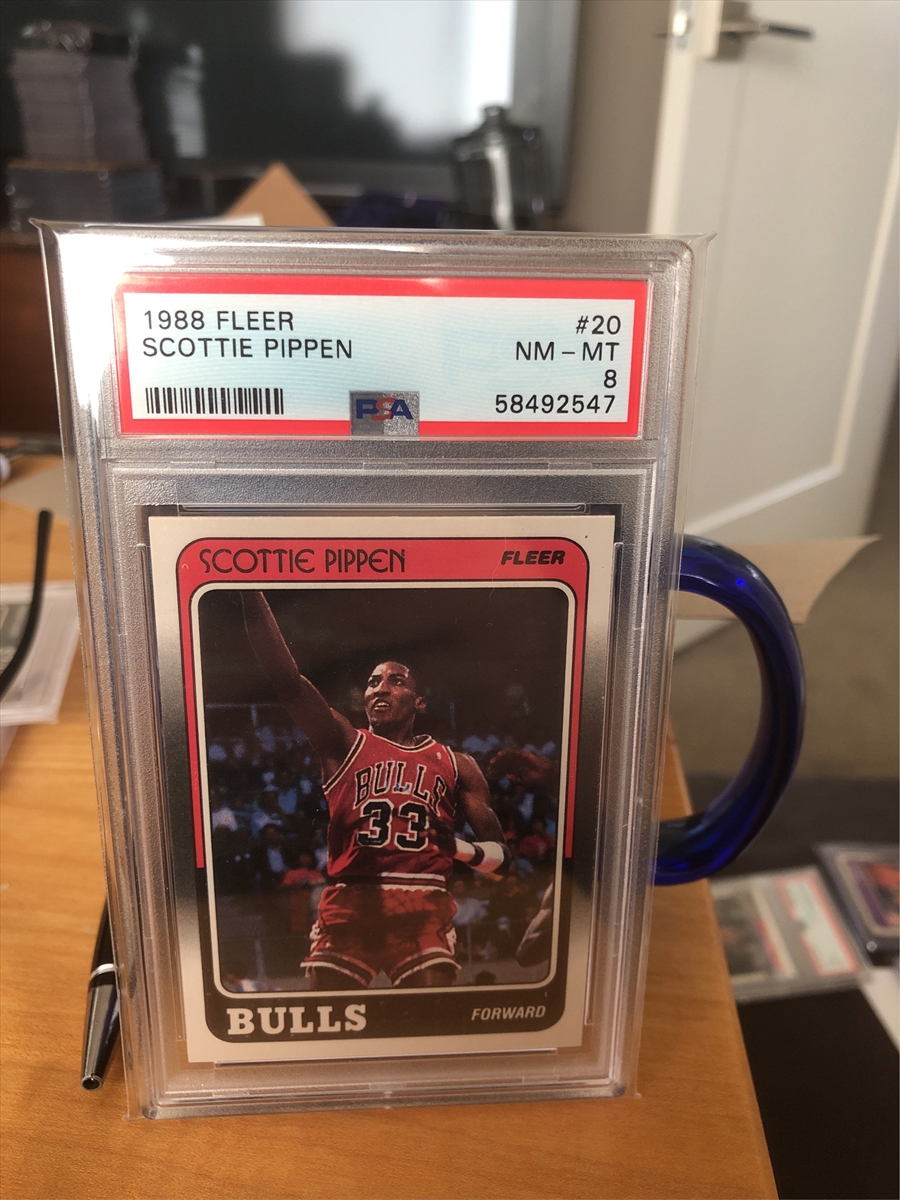 1988 FLEER
#20
SCOTTIE PIPPEN
NM - MT
8
PSA
58492547
SCOTTIE PIPPEN
FLEER
BULLS
33
BULLS
FORWARD